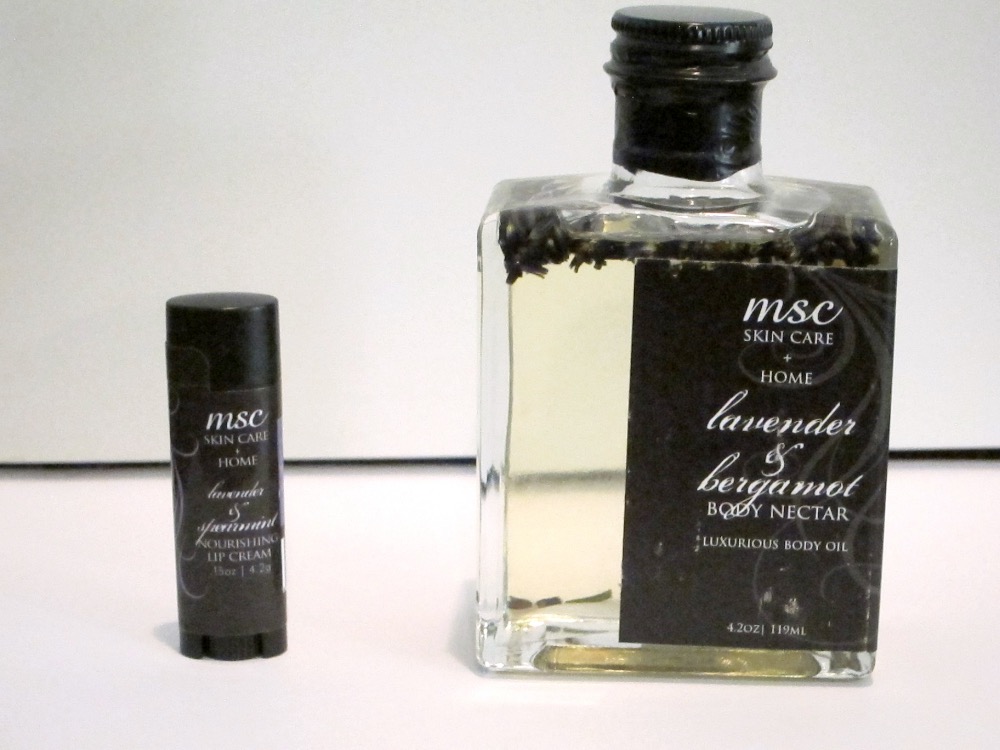 msc
SKIN CARE
+
HOME
lavender
&
spearmint
NOURISHING
LIP CREAM
.15oz | 4.2g
msc
SKIN CARE
+
HOME
lavender
&
bergamot
BODY NECTAR
LUXURIOUS BODY OIL
4.2OZ| 119ML